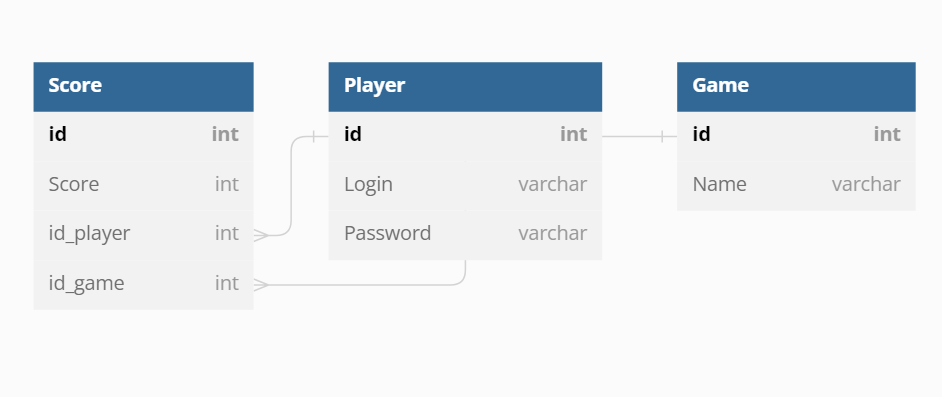 Score
id int
Score int
id_player int
id_game int
Player
id int
Login varchar
Password varchar
Game
id int
Name varchar